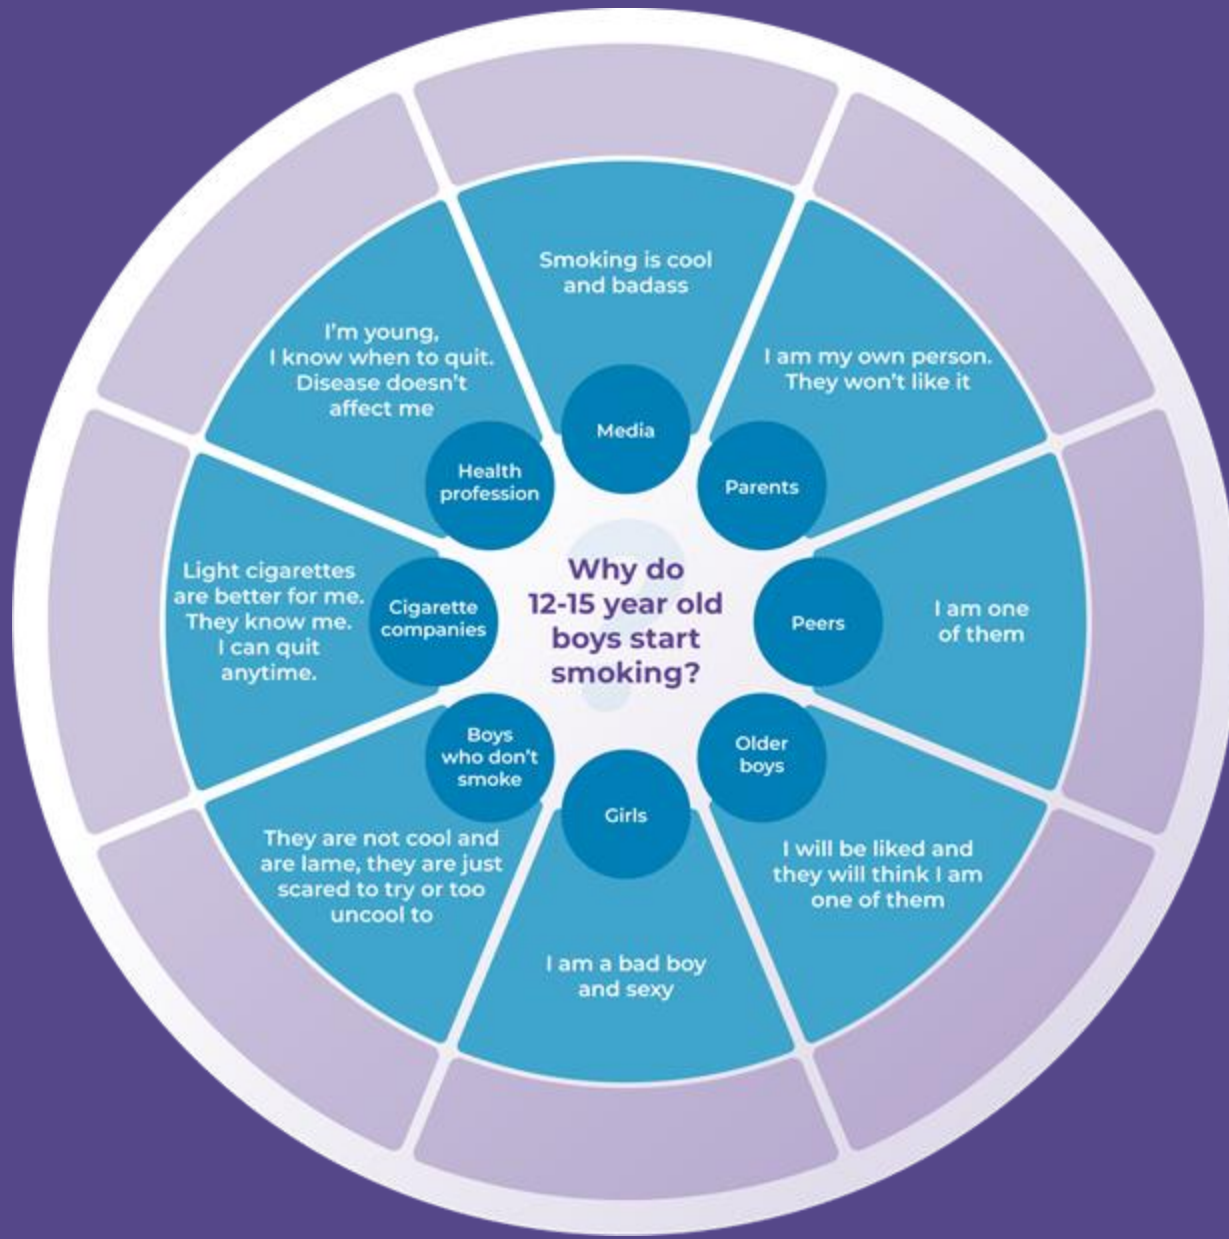 Why do
12-15 year old
boys start
smoking?
Media
Smoking is cool
and badass
Parents
I am my own person.
They won't like it
Peers
I am one
of them
Older
boys
I will be liked and
they will think I am
one of them
Girls
I am a bad boy
and sexy
Boys
who don't
smoke
They are not cool and
are lame, they are just
scared to try or too
uncool to
Cigarette
companies
Light cigarettes
are better for me.
They know me.
I can quit
anytime.
Health
profession
I'm young,
I know when to quit.
Disease doesn't
affect me